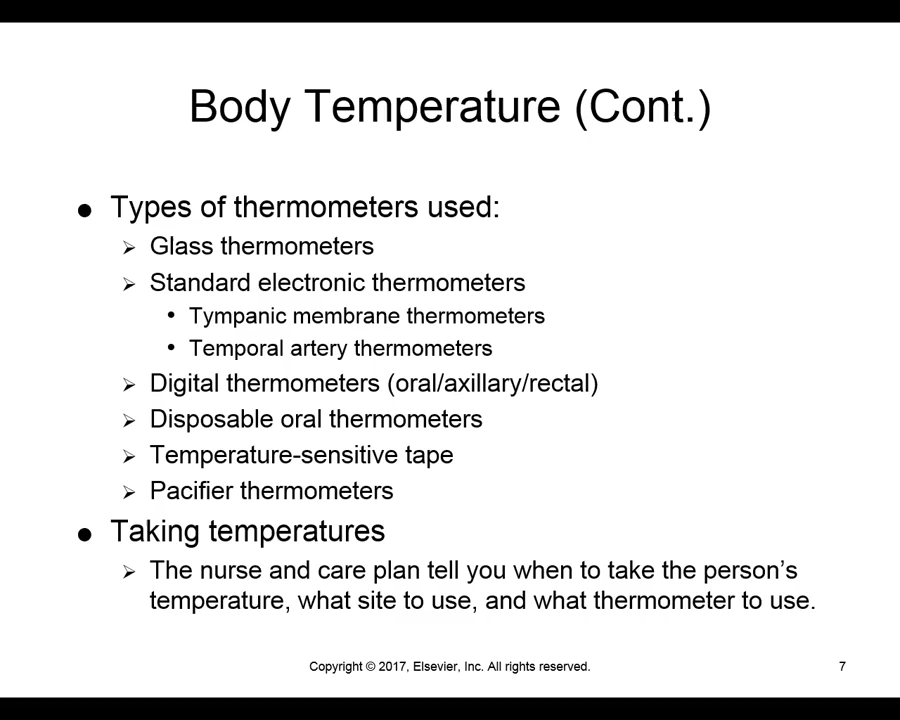 Body Temperature (Cont.)
● Types of thermometers used:
➢ Glass thermometers
➢ Standard electronic thermometers
• Tympanic membrane thermometers
• Temporal artery thermometers
➢ Digital thermometers (oral/axillary/rectal)
➢ Disposable oral thermometers
➢ Temperature-sensitive tape
➢ Pacifier thermometers
● Taking temperatures
➢ The nurse and care plan tell you when to take the person’s
temperature, what site to use, and what thermometer to use.
Copyright © 2017, Elsevier, Inc. All rights reserved.
7